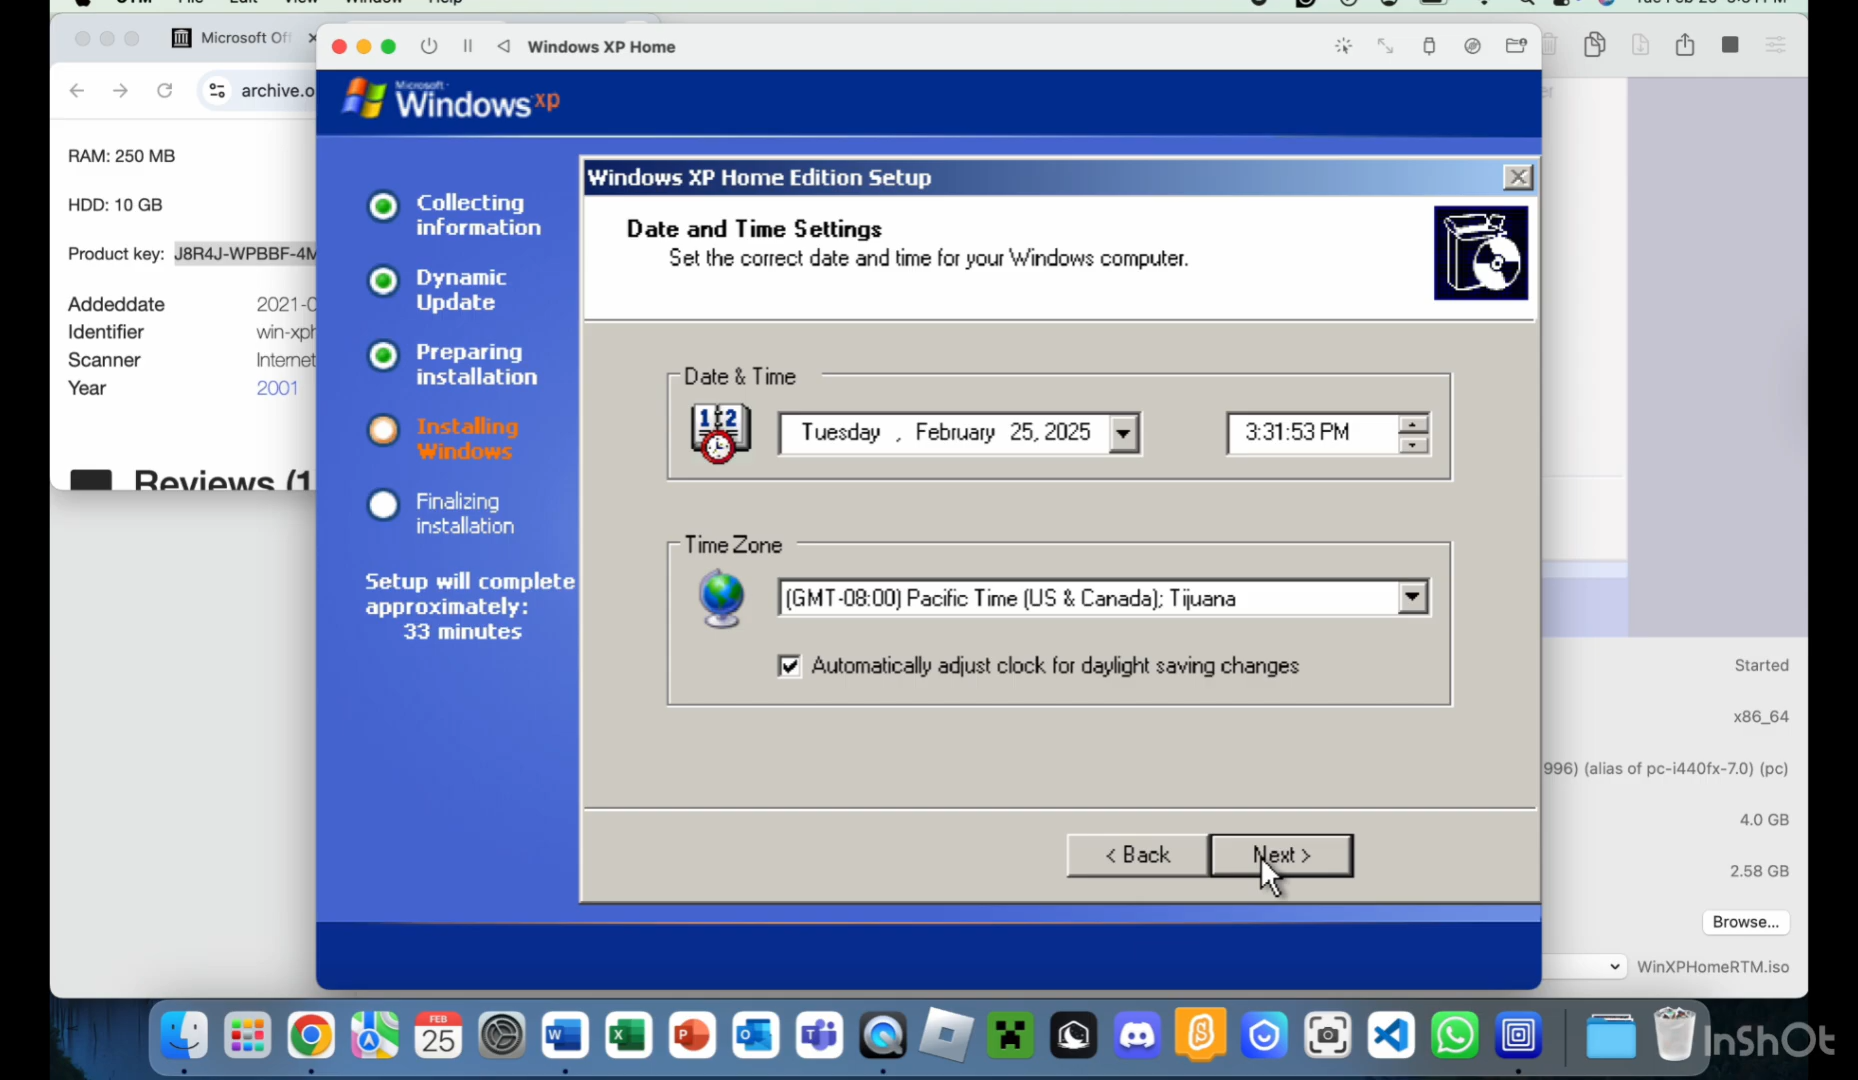 Microsoft Off
Windows XP Home
archive.o
Microsoft
Windows xp
RAM: 250 MB
HDD: 10 GB
Product key: J8R4J-WPBBF-4M
Addeddate 2021-0
Identifier win-xph
Scanner Internet
Year 2001
Reviews (1
Collecting
information
Dynamic
Update
Preparing
installation
Installing
Windows
Finalizing
installation
Setup will complete
approximately:
33 minutes
Windows XP Home Edition Setup
Date and Time Settings
Set the correct date and time for your Windows computer.
Date & Time
12
Tuesday , February 25, 2025
3:31:53 PM
Time Zone
(GMT-08:00) Pacific Time (US & Canada); Tijuana
Automatically adjust clock for daylight saving changes
< Back
Next >
Started
x86_64
996) (alias of pc-i440fx-7.0) (pc)
4.0 GB
2.58 GB
Browse...
WinXPHomeRTM.iso
FEB
25
W
X
P
O
T
InShOt